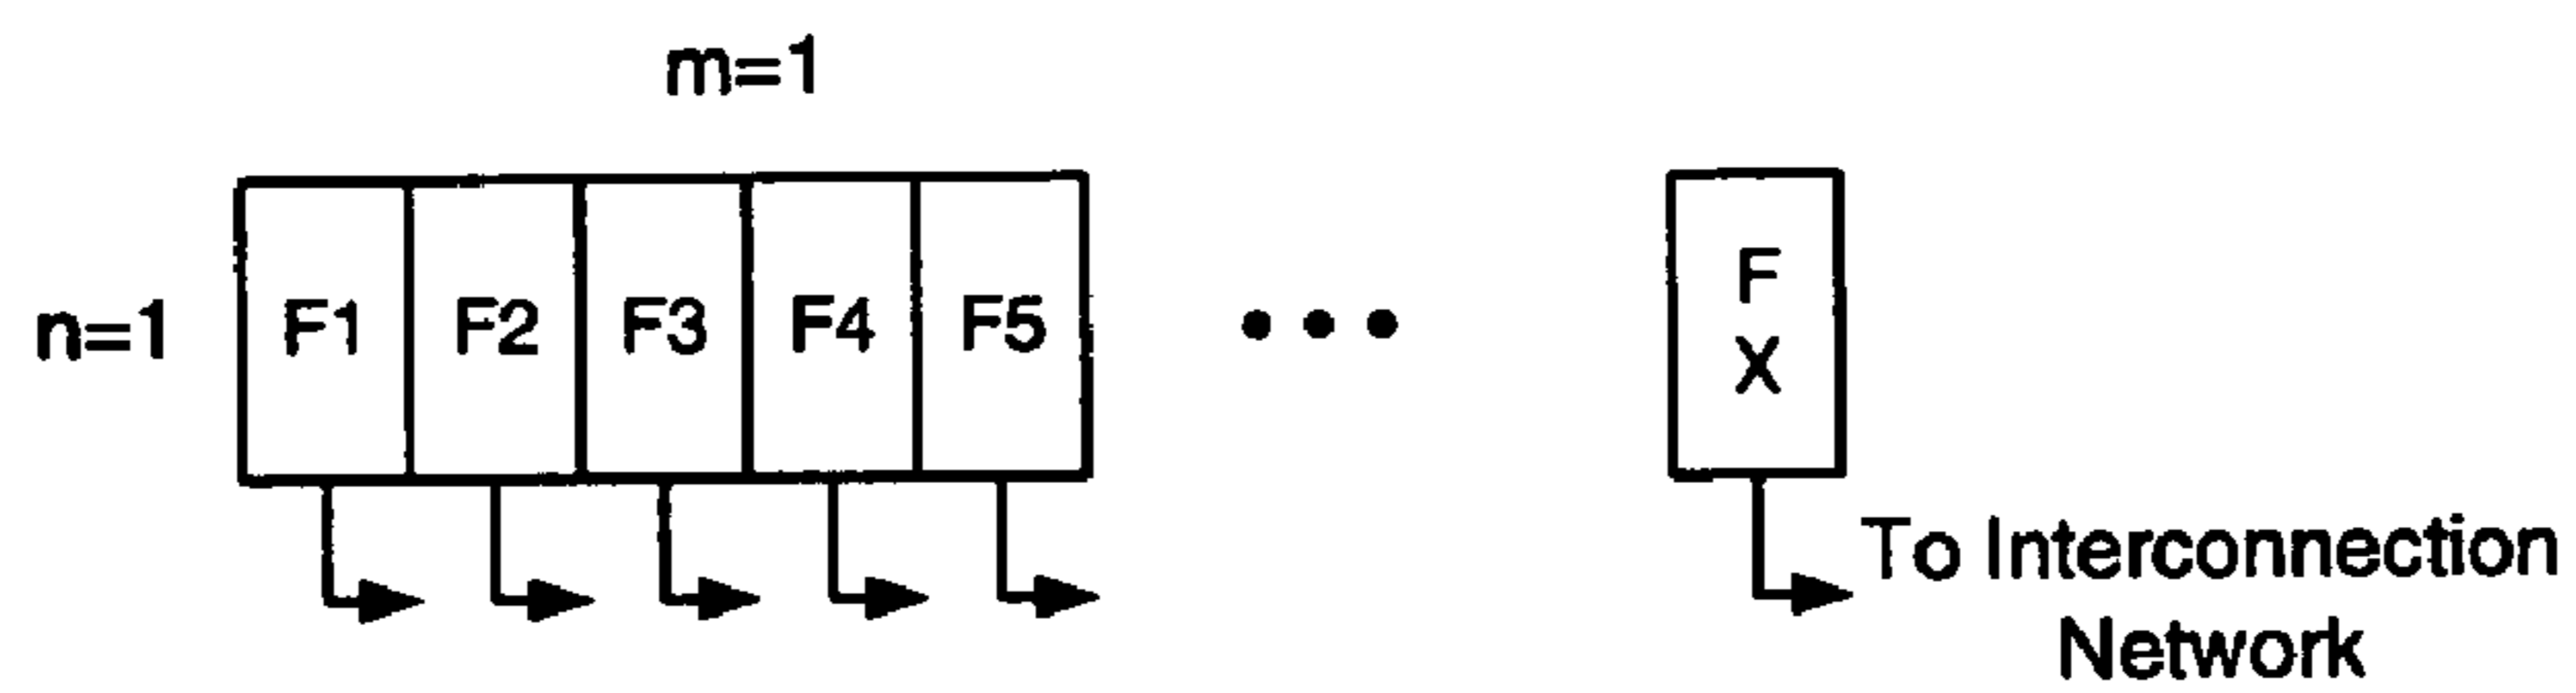 m=1
n=1
F1 F2 F3 F4 F5
F
X
To Interconnection
Network